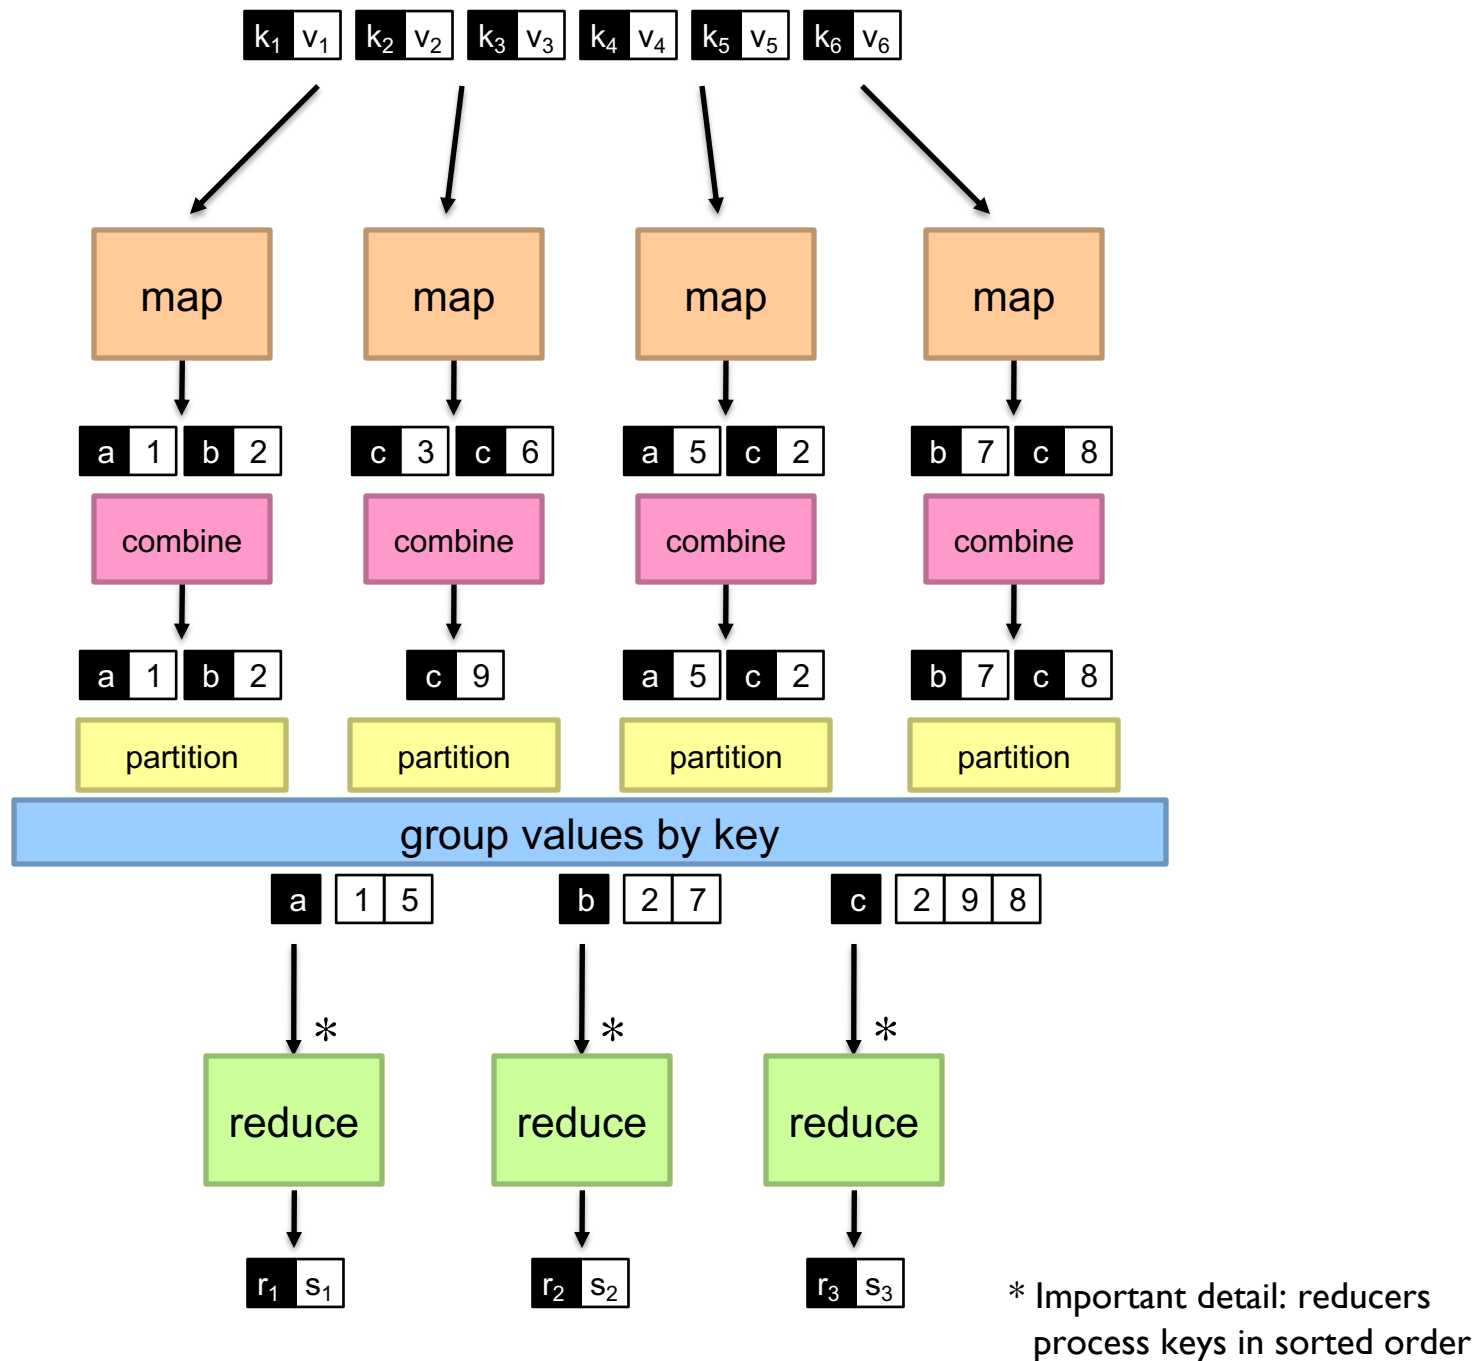 k₁ v₁ k₂ v₂ k₃ v₃ k₄ v₄ k₅ v₅ k₆ v₆
map map map map
a 1 b 2 c 3 c 6 a 5 c 2 b 7 c 8
combine combine combine combine
a 1 b 2 c 9 a 5 c 2 b 7 c 8
partition partition partition partition
group values by key
a 1 5 b 2 7 c 2 9 8
* * *
reduce reduce reduce
r₁ s₁ r₂ s₂ r₃ s₃
* Important detail: reducers
process keys in sorted order